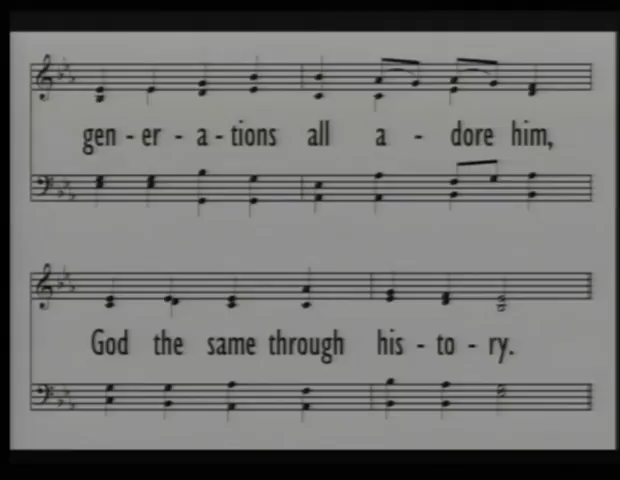 gen - er - a - tions all a - dore him,
God the same through his - to - ry.